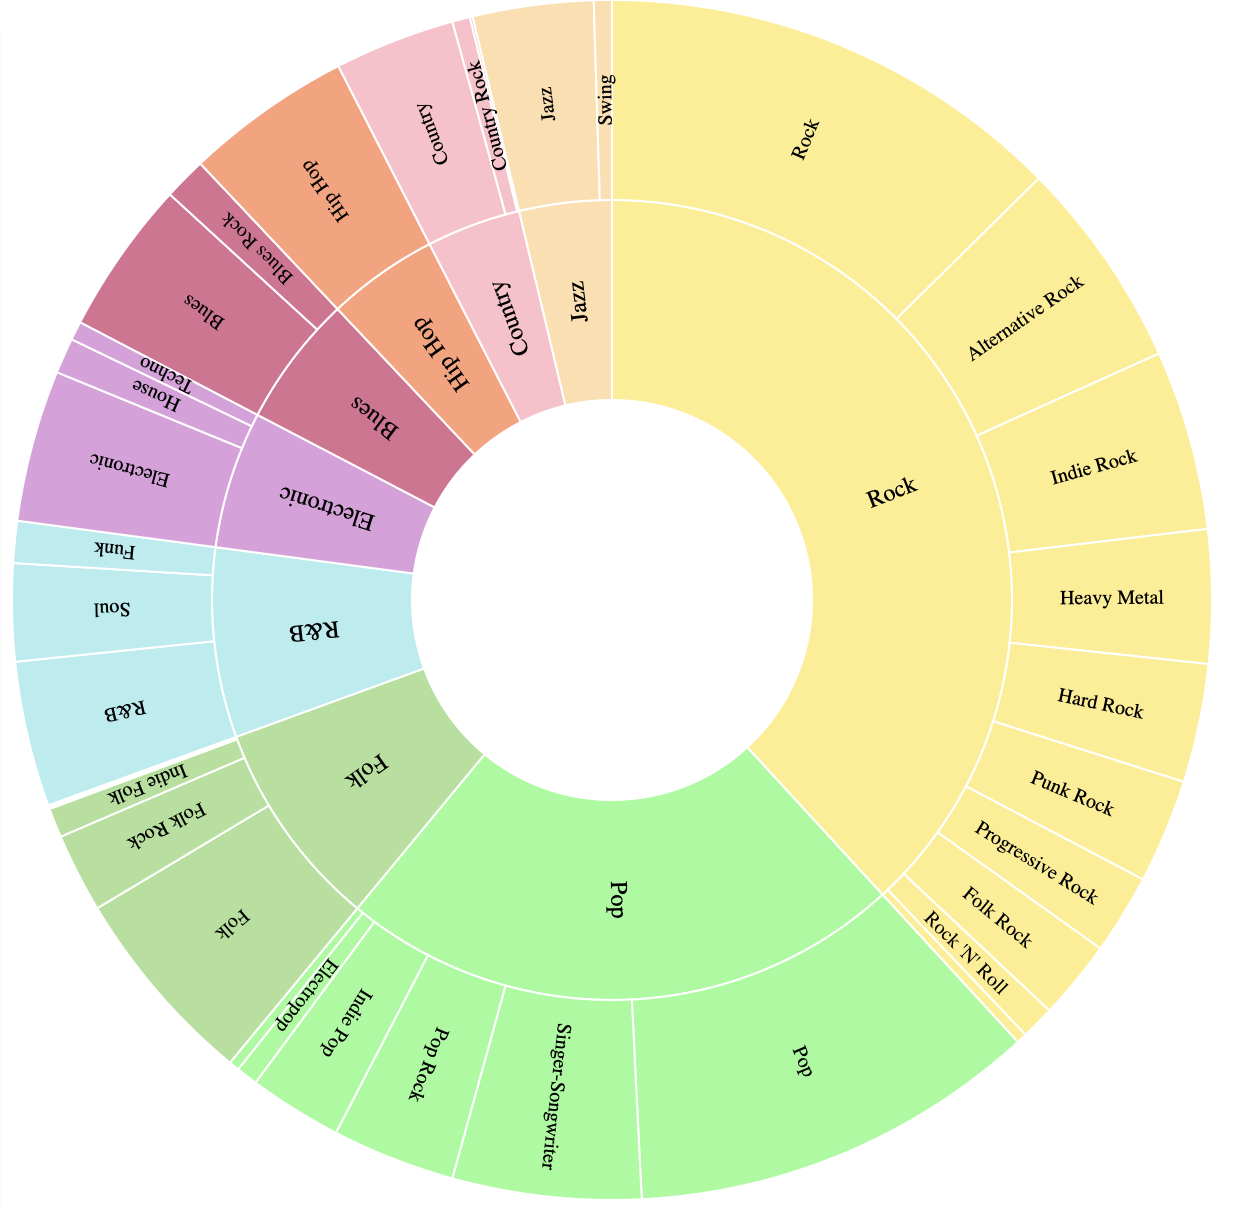 Rock
Alternative Rock
Indie Rock
Heavy Metal
Hard Rock
Punk Rock
Progressive Rock
Folk Rock
Rock 'N' Roll
Rock
Pop
Singer-Songwriter
Pop Rock
Indie Pop
Electropop
Pop
Folk
Folk Rock
Indie Folk
Folk
R&B
Soul
Funk
R&B
Electronic
House
Techno
Electronic
Blues
Blues Rock
Blues
Hip Hop
Hip Hop
Country
Country Rock
Country
Jazz
Swing
Jazz